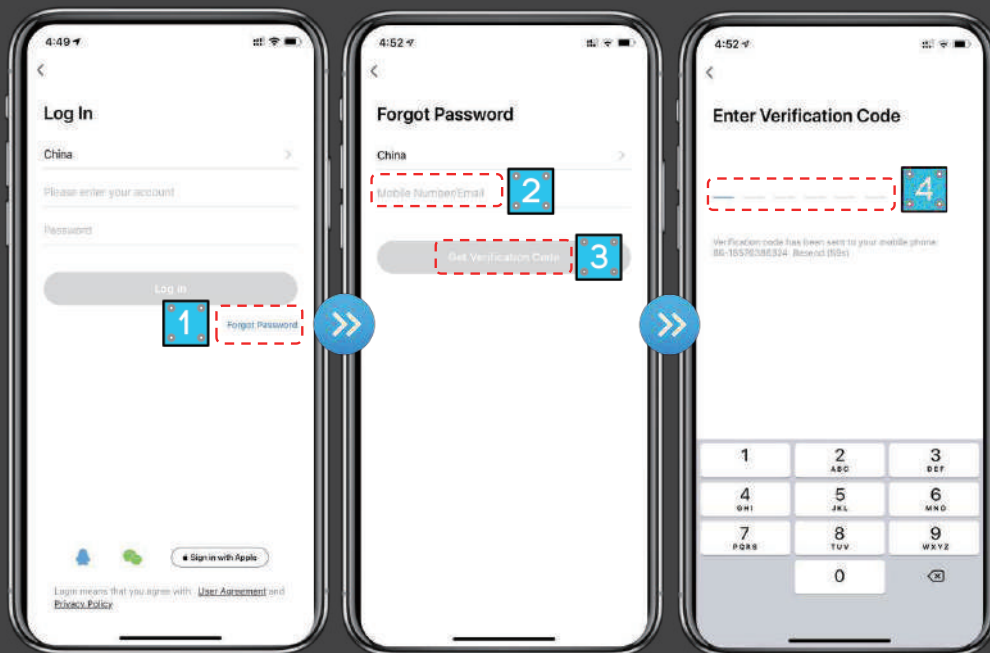 4:49
Log In
China
Please enter your account
Password
Log in
1
Forgot Password
Sign in with Apple
Login means that you agree with User Agreement and
Privacy Policy
4:52
Forgot Password
China
Mobile Number/Email
2
Get Verification Code
3
4:52
Enter Verification Code
4
Verification code has been sent to your mobile phone
Resend (59s)
1
2
ABC
3
DEF
4
GHI
5
JKL
6
MNO
7
PQRS
8
TUV
9
WXYZ
0